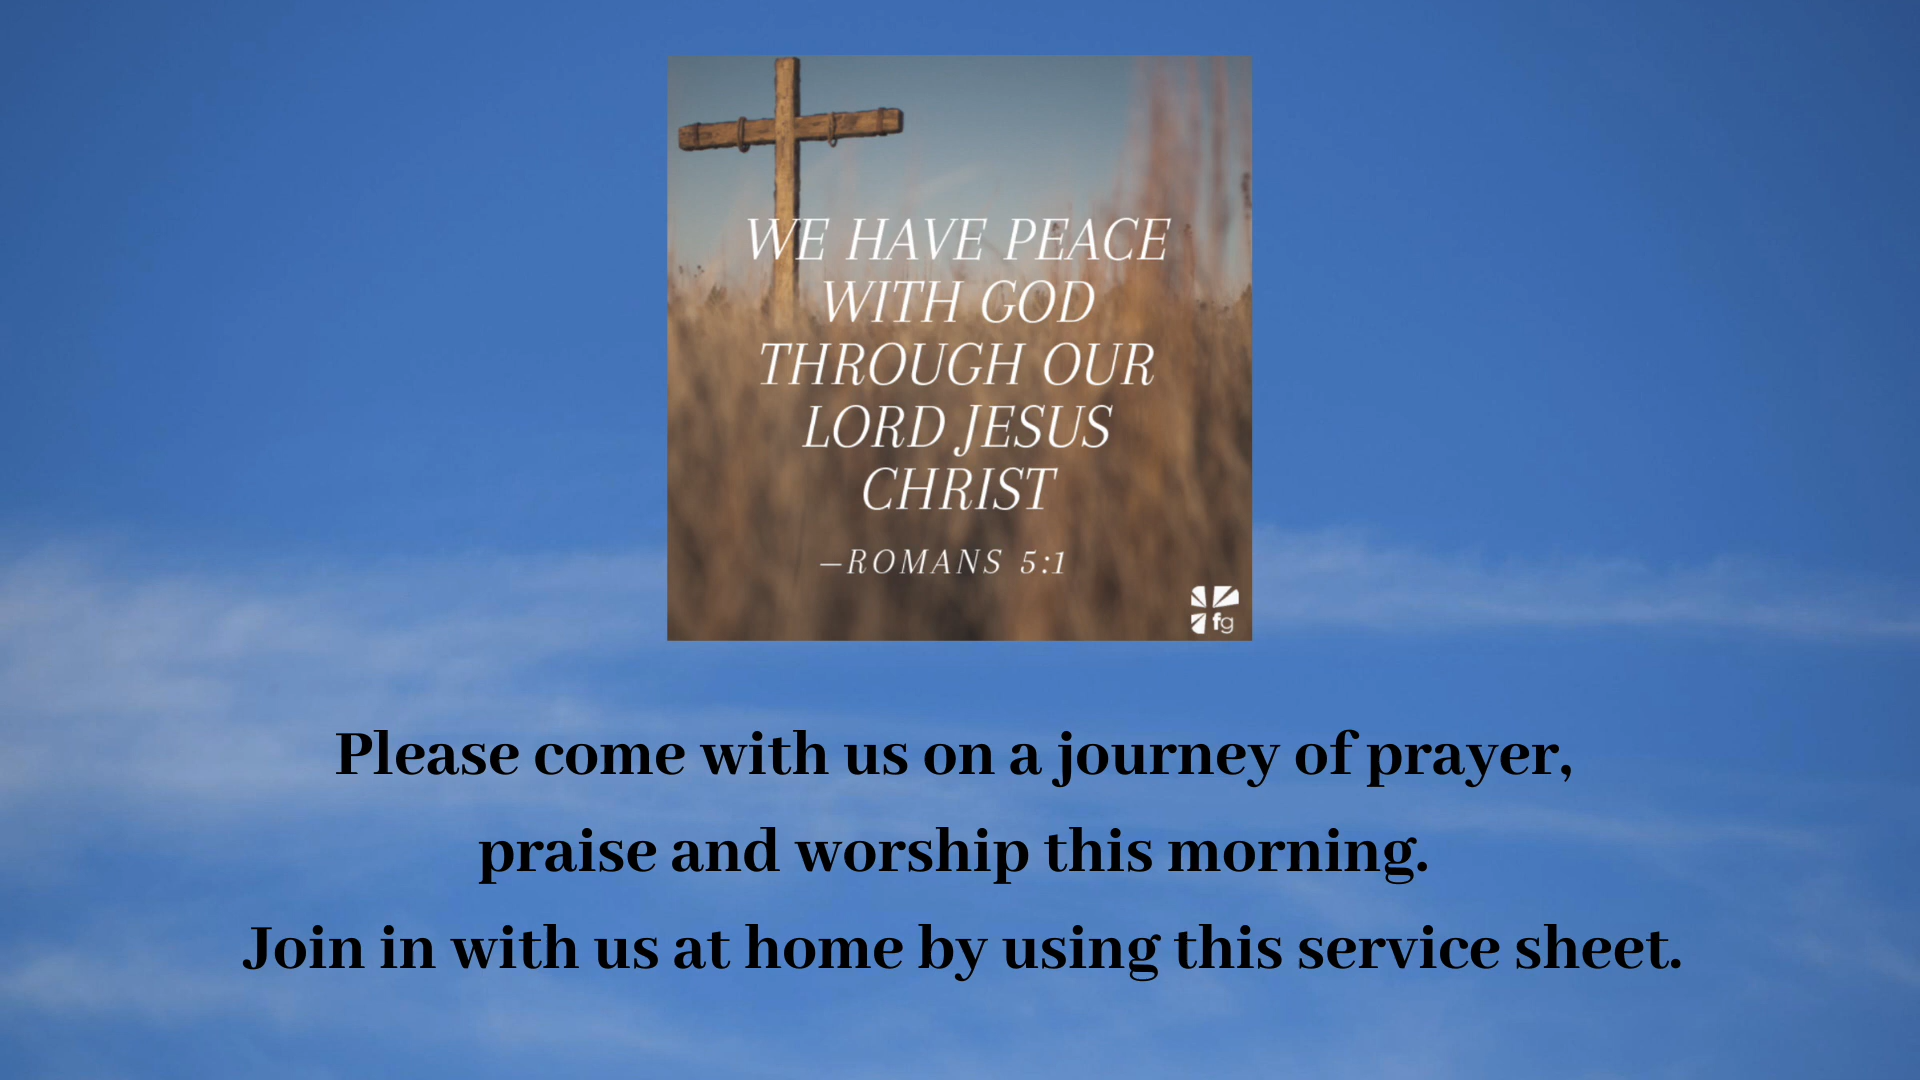 WE HAVE PEACE
WITH GOD
THROUGH OUR
LORD JESUS
CHRIST
—ROMANS 5:1
fg
Please come with us on a journey of prayer,
praise and worship this morning.
Join in with us at home by using this service sheet.